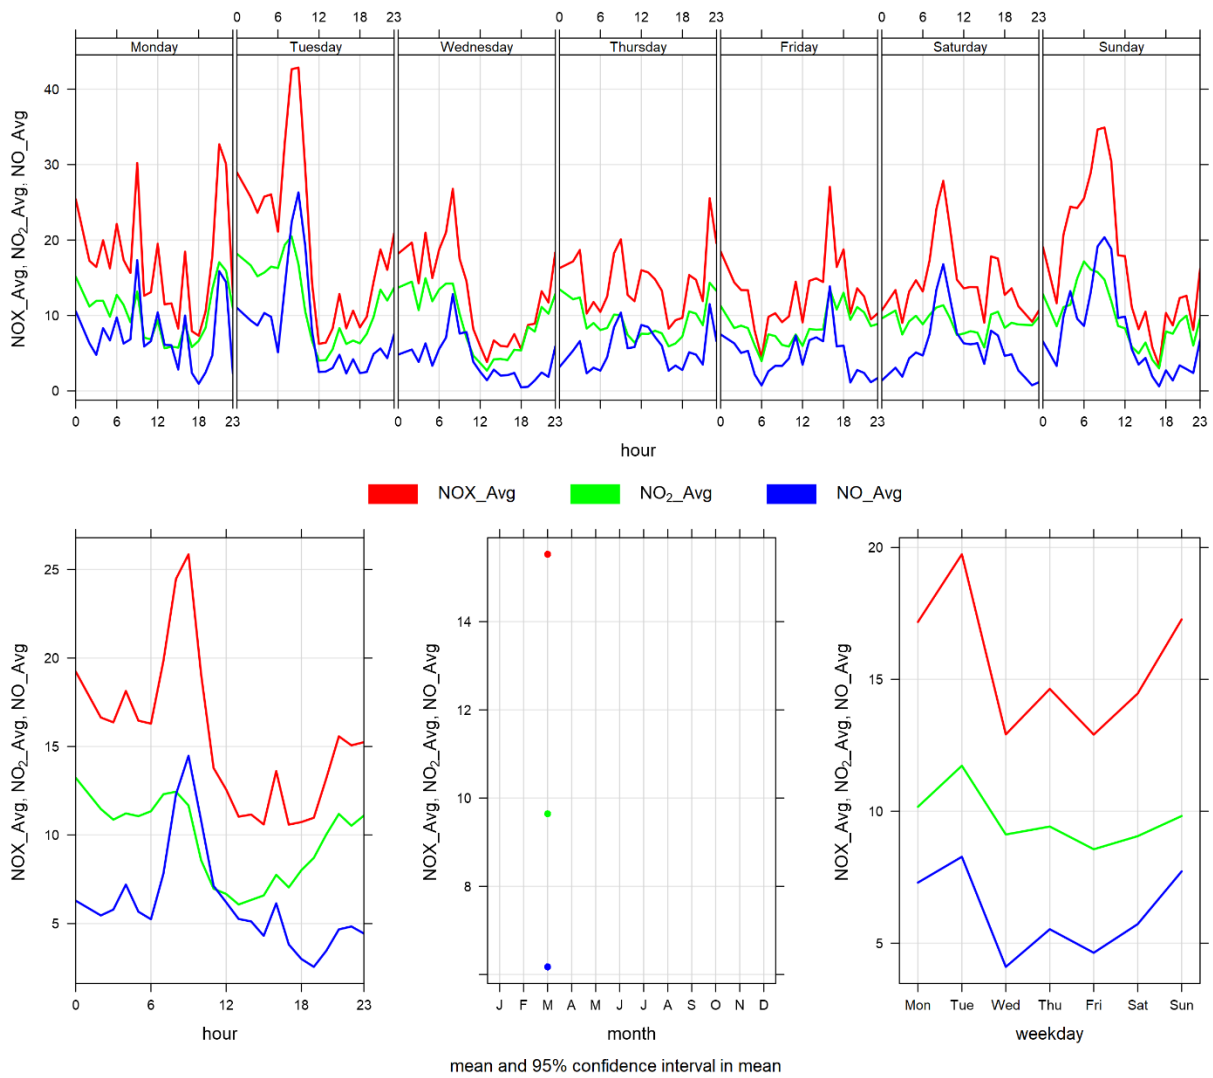 0 6 12 18 23 0 6 12 18 23 0 6 12 18 23
Monday Tuesday Wednesday Thursday Friday Saturday Sunday
40
30
20
10
0
NOX_Avg, NO₂_Avg, NO_Avg
0 6 12 18 23 0 6 12 18 23 0 6 12 18 23 0 6 12 18 23
hour
NOX_Avg NO₂_Avg NO_Avg
25
20
15
10
5
NOX_Avg, NO₂_Avg, NO_Avg
0 6 12 18 23
hour
14
12
10
8
NOX_Avg, NO₂_Avg, NO_Avg
J F M A M J J A S O N D
month
20
15
10
5
NOX_Avg, NO₂_Avg, NO_Avg
Mon Tue Wed Thu Fri Sat Sun
weekday
mean and 95% confidence interval in mean